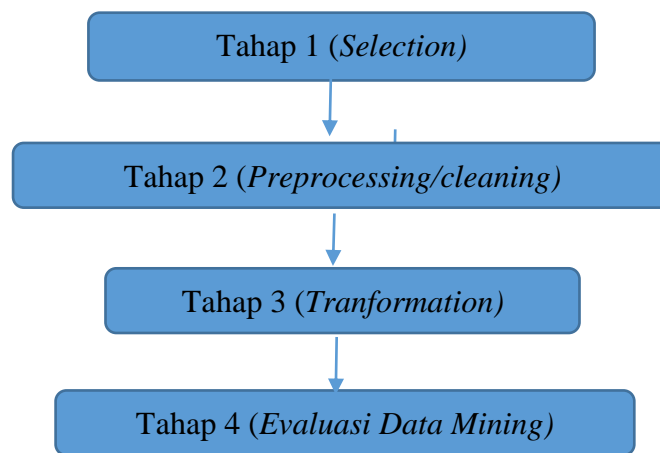 Tahap 1 (Selection)
Tahap 2 (Preprocessing/cleaning)
Tahap 3 (Tranformation)
Tahap 4 (Evaluasi Data Mining)